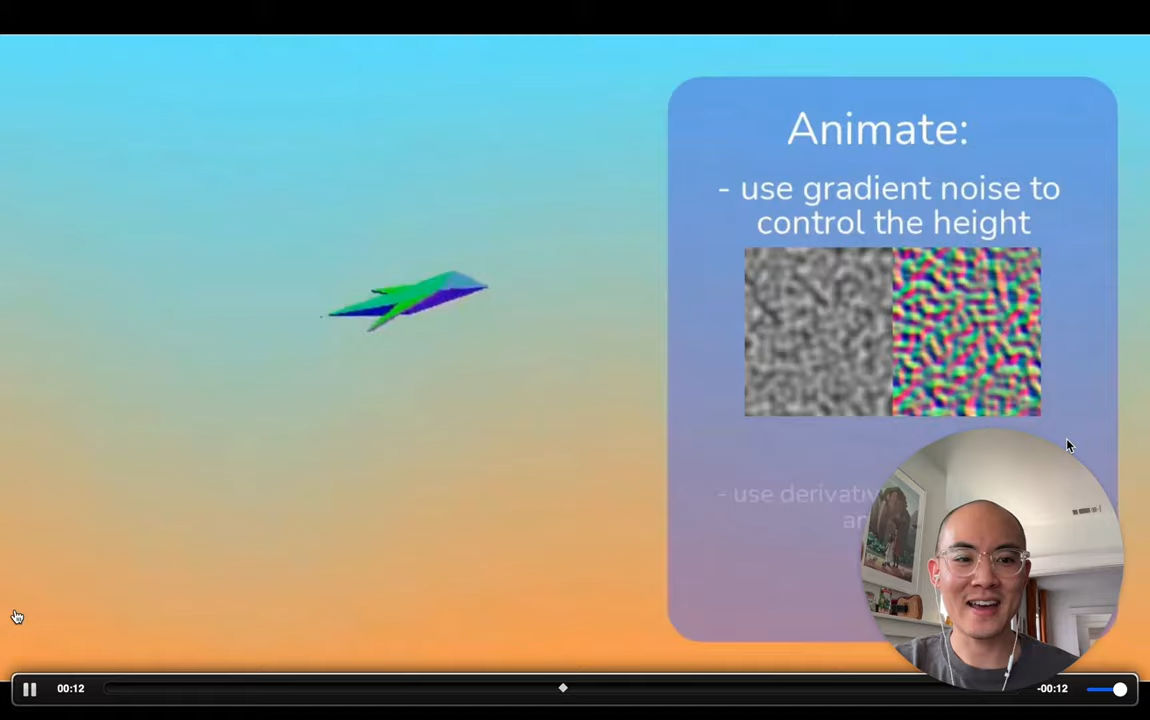 Animate:
- use gradient noise to
control the height
- use derivativ
an
00:12
-00:12